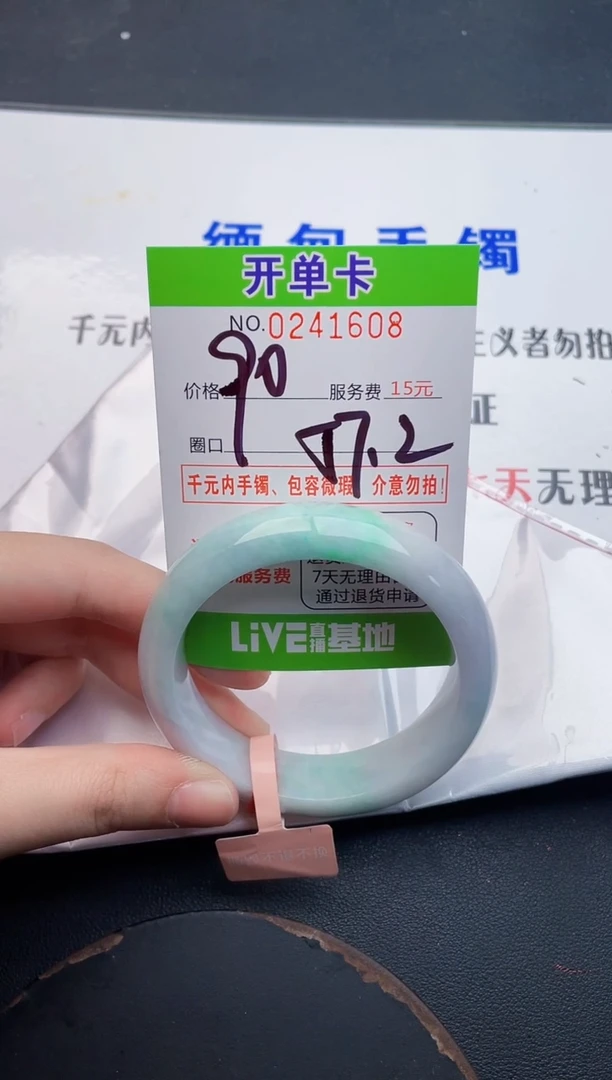 缅甸手镯
开单卡
NO.0241608
千元内
主义者勿拍
价格 90 服务费 15元
证
圈口 57.2
七天无理
千元内手镯、包容微瑕 介意勿拍!
服务费
7天无理由
通过退货申请
LiVE直播基地